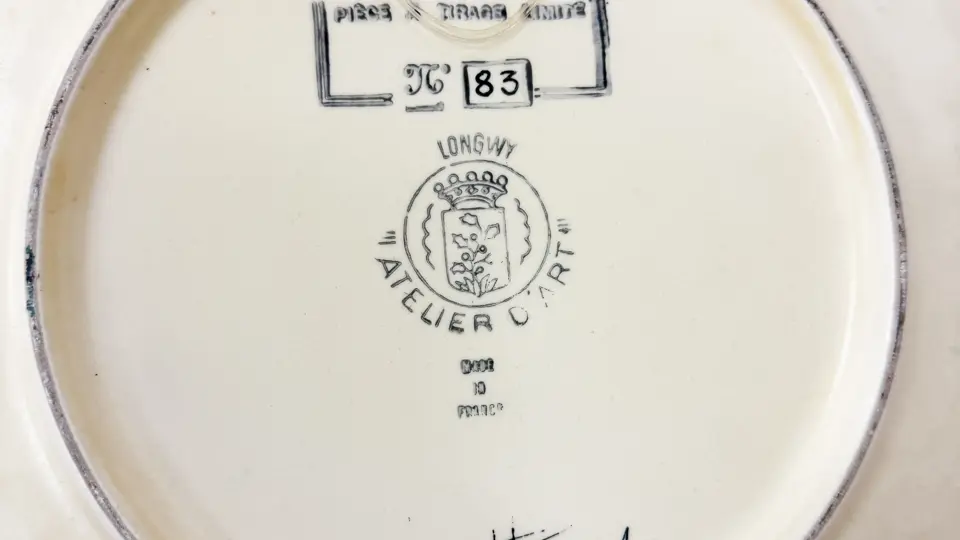 PIÈCE A TIRAGE LIMITÉ
N° 83
LONGWY
ATELIER D'ART
MADE
IN
FRANCE